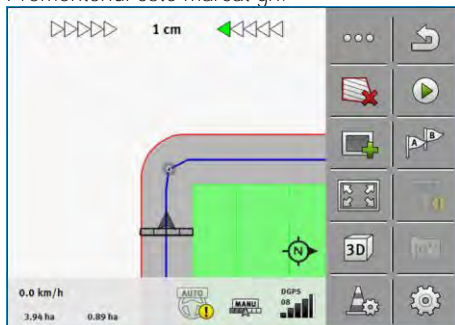 1 cm
A B
3D
N
0.0 km/h
AUTO
MANU
DGPS
08
3.94 ha 0.89 ha